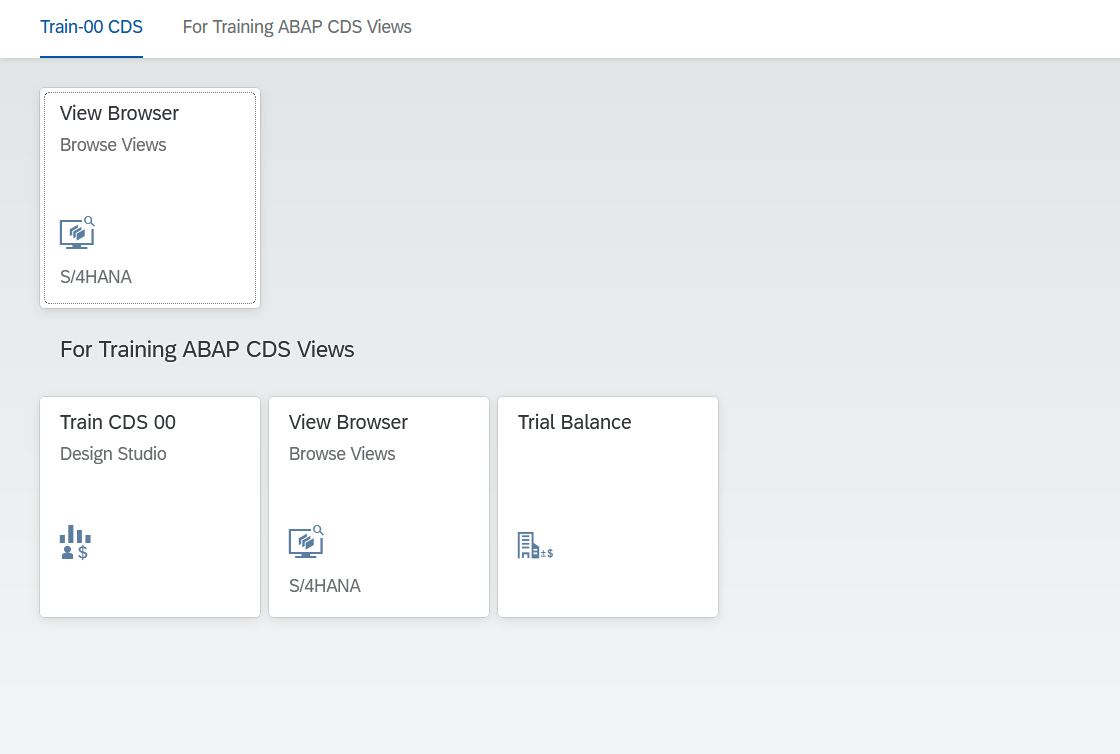 Train-00 CDS For Training ABAP CDS Views
View Browser
Browse Views
S/4HANA
For Training ABAP CDS Views
Train CDS 00
Design Studio
View Browser
Browse Views
S/4HANA
Trial Balance